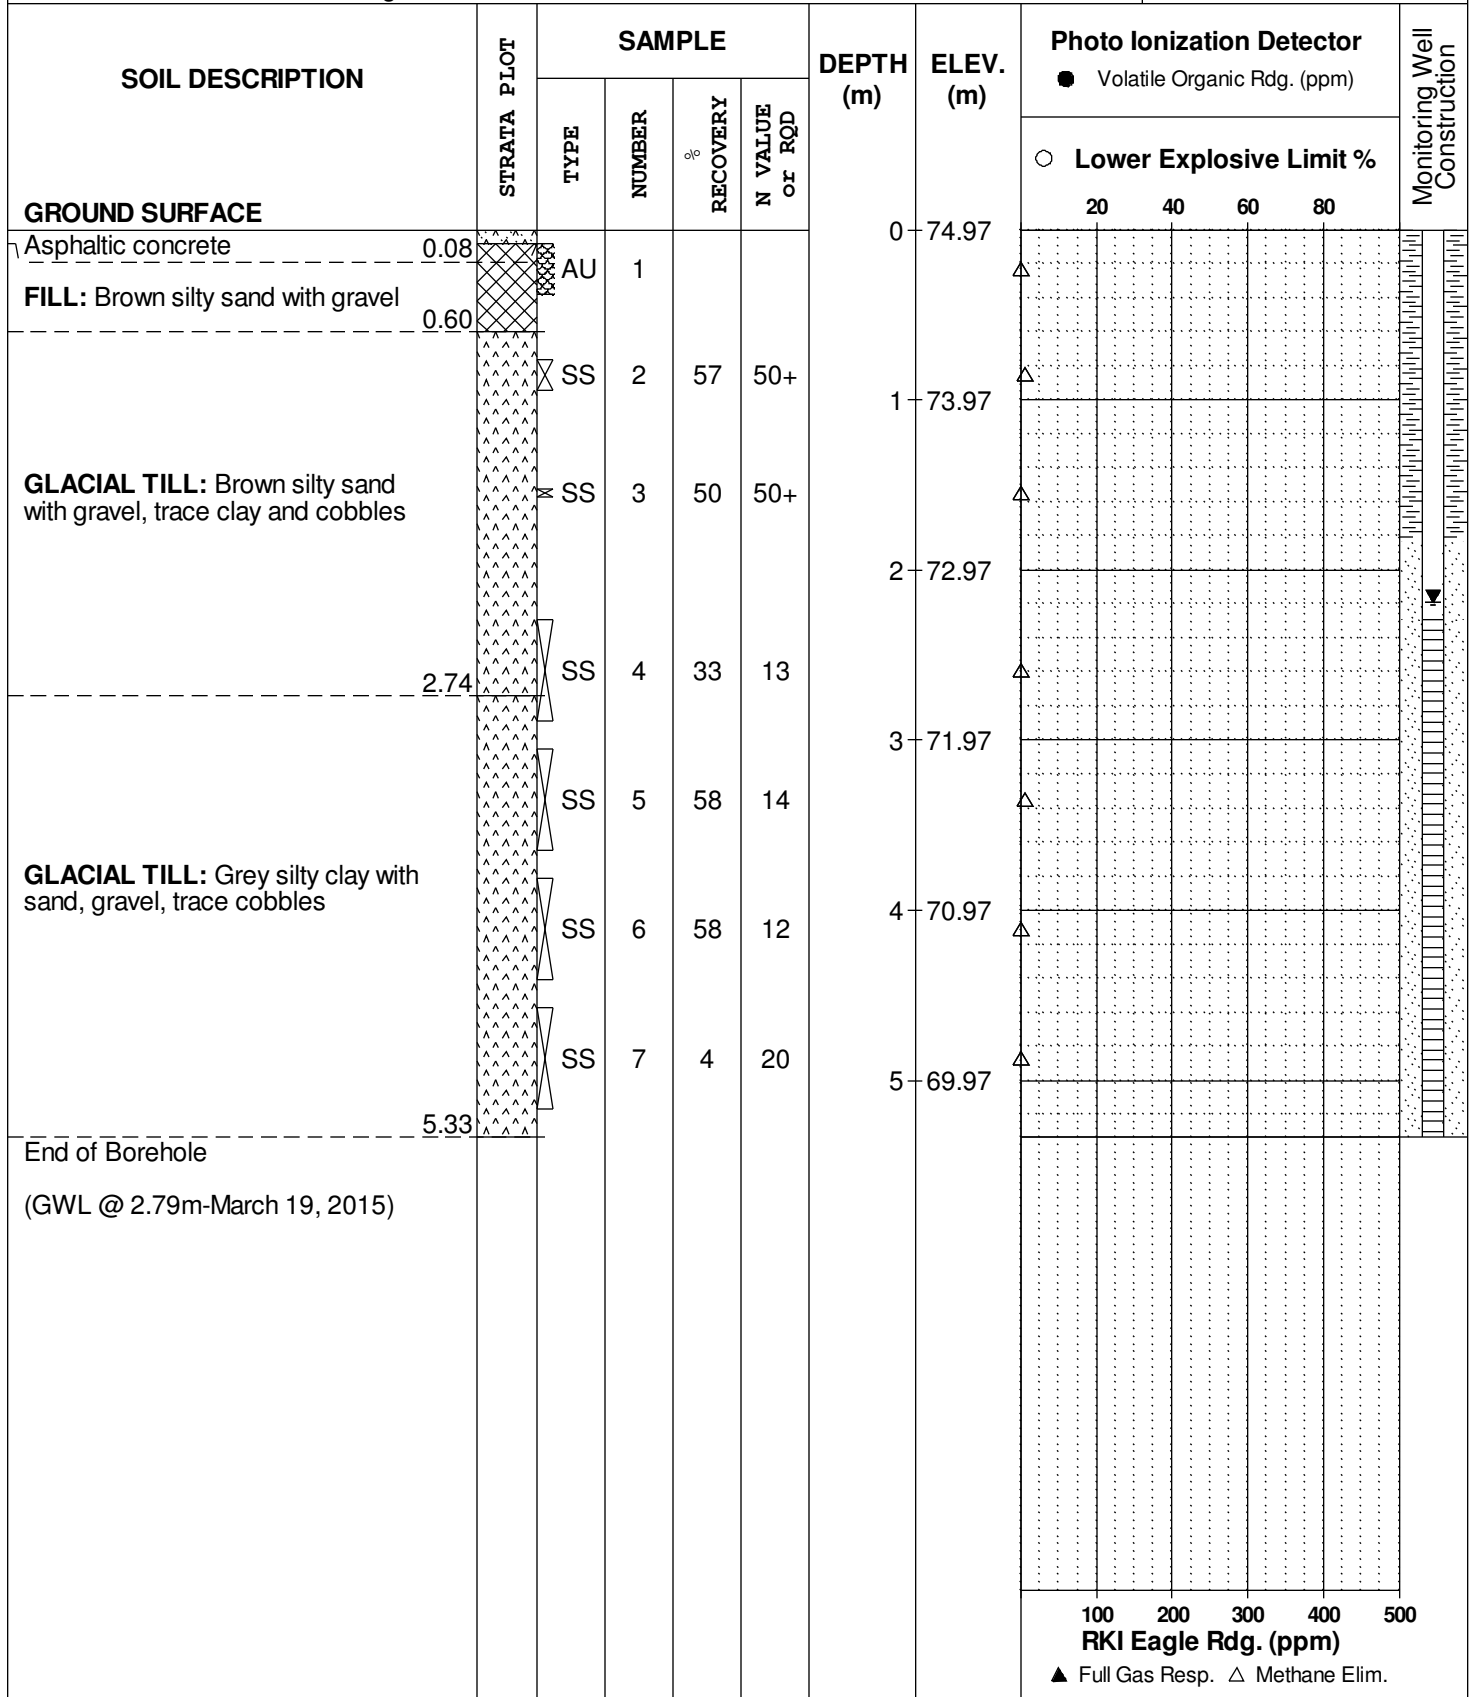 SOIL DESCRIPTION
GROUND SURFACE
STRATA PLOT
SAMPLE
TYPE
NUMBER
% RECOVERY
N VALUE or RQD
DEPTH (m)
ELEV. (m)
Photo Ionization Detector
● Volatile Organic Rdg. (ppm)
○ Lower Explosive Limit %
20 40 60 80
Monitoring Well Construction
0 74.97
Asphaltic concrete 0.08
AU 1
FILL: Brown silty sand with gravel
0.60
SS 2 57 50+
1 73.97
GLACIAL TILL: Brown silty sand
with gravel, trace clay and cobbles
SS 3 50 50+
2 72.97
SS 4 33 13
2.74
3 71.97
SS 5 58 14
GLACIAL TILL: Grey silty clay with
sand, gravel, trace cobbles
4 70.97
SS 6 58 12
SS 7 4 20
5 69.97
5.33
End of Borehole
(GWL @ 2.79m-March 19, 2015)
100 200 300 400 500
RKI Eagle Rdg. (ppm)
▲ Full Gas Resp. △ Methane Elim.